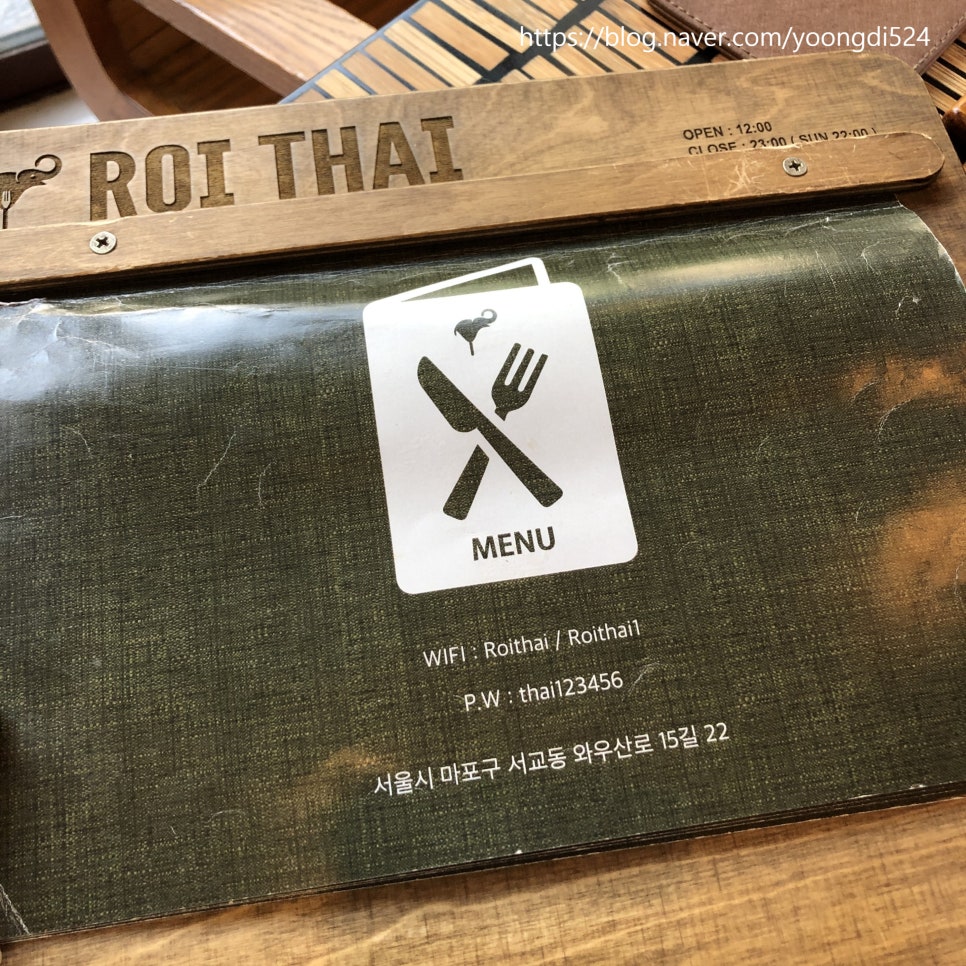 https://blog.naver.com/yoongdi524
ROI THAI
OPEN : 12:00
CLOSE : 23:00 ( SUN 22:00 )
MENU
WIFI : Roithai / Roithai1
P.W : thai123456
서울시 마포구 서교동 와우산로 15길 22